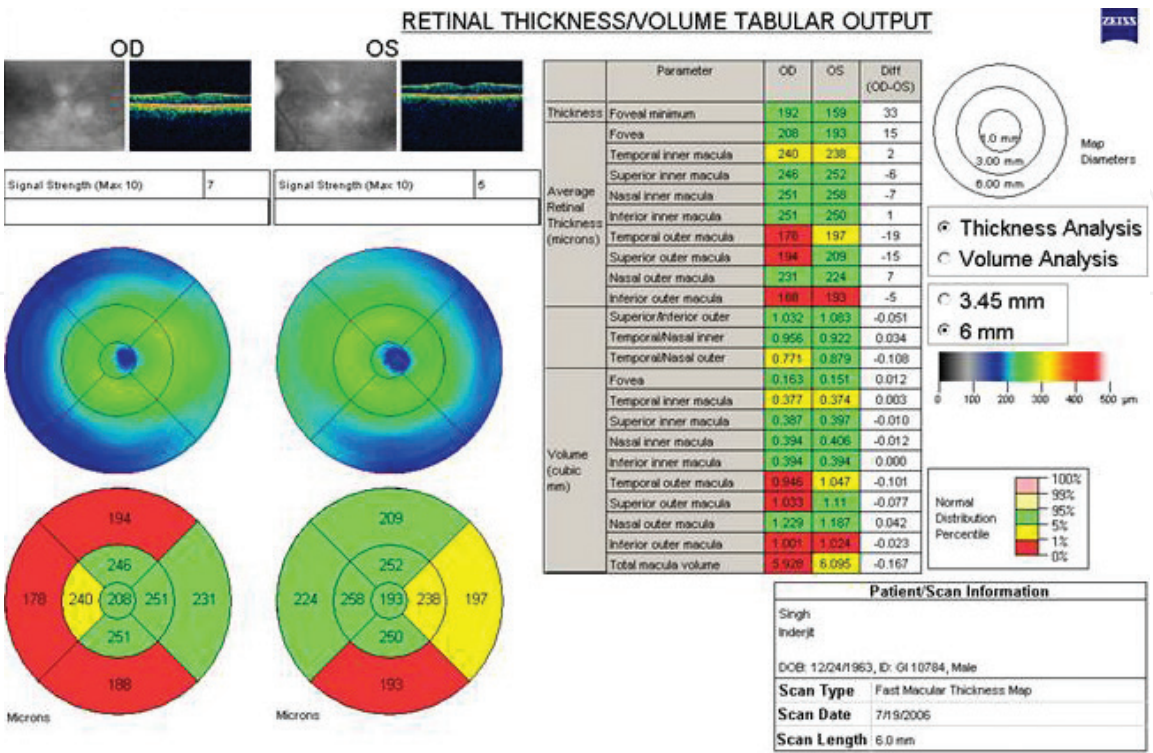 RETINAL THICKNESS/VOLUME TABULAR OUTPUT
ZEISS
OD
OS
Signal Strength (Max 10) 7
Signal Strength (Max 10) 5
Parameter OD OS Diff (OD-OS)
Thickness Foveal minimum 192 159 33
Average Retinal Thickness (microns)
Fovea 208 193 15
Temporal inner macula 240 238 2
Superior inner macula 246 252 -6
Nasal inner macula 251 258 -7
Inferior inner macula 251 250 1
Temporal outer macula 178 197 -19
Superior outer macula 194 209 -15
Nasal outer macula 231 224 7
Inferior outer macula 188 193 -5
Superior/Inferior outer 1.032 1.083 -0.051
Temporal/Nasal inner 0.956 0.922 0.034
Temporal/Nasal outer 0.771 0.879 -0.108
Volume (cubic mm)
Fovea 0.163 0.151 0.012
Temporal inner macula 0.377 0.374 0.003
Superior inner macula 0.387 0.397 -0.010
Nasal inner macula 0.394 0.406 -0.012
Inferior inner macula 0.394 0.394 0.000
Temporal outer macula 0.946 1.047 -0.101
Superior outer macula 1.033 1.11 -0.077
Nasal outer macula 1.229 1.187 0.042
Inferior outer macula 1.001 1.024 -0.023
Total macula volume 5.928 6.095 -0.167
1.0 mm
3.00 mm
6.00 mm
Map
Diameters
Thickness Analysis
Volume Analysis
3.45 mm
6 mm
0 100 200 300 400 500 µm
Normal
Distribution
Percentile
100%
99%
95%
5%
1%
0%
194
246
178 240 208 251 231
251
188
Microns
209
252
224 258 193 238 197
250
193
Microns
Patient/Scan Information
Singh
Inderjit
DOB: 12/24/1963, ID: GI 10784, Male
Scan Type Fast Macular Thickness Map
Scan Date 7/19/2006
Scan Length 6.0 mm